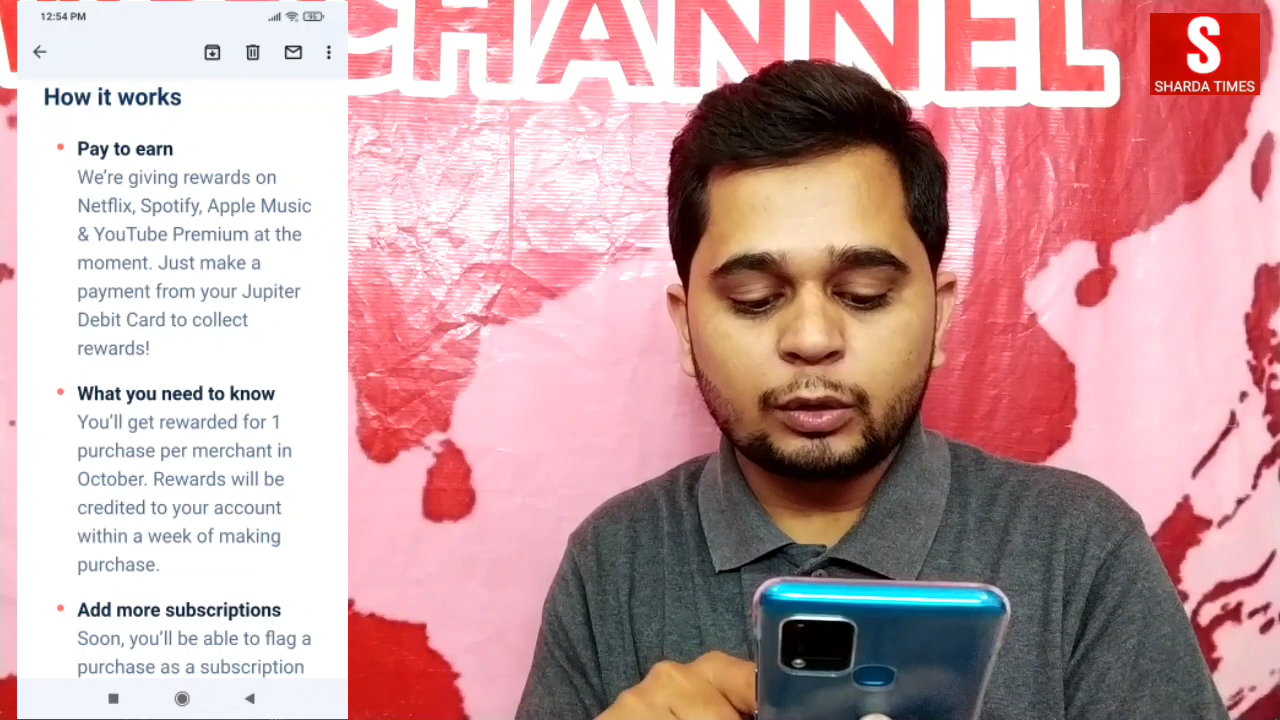 12:54 PM
95
How it works
Pay to earn
We're giving rewards on
Netflix, Spotify, Apple Music
& YouTube Premium at the
moment. Just make a
payment from your Jupiter
Debit Card to collect
rewards!
What you need to know
You'll get rewarded for 1
purchase per merchant in
October. Rewards will be
credited to your account
within a week of making
purchase.
Add more subscriptions
Soon, you'll be able to flag a
purchase as a subscription
CHANNEL
S
SHARDA TIMES